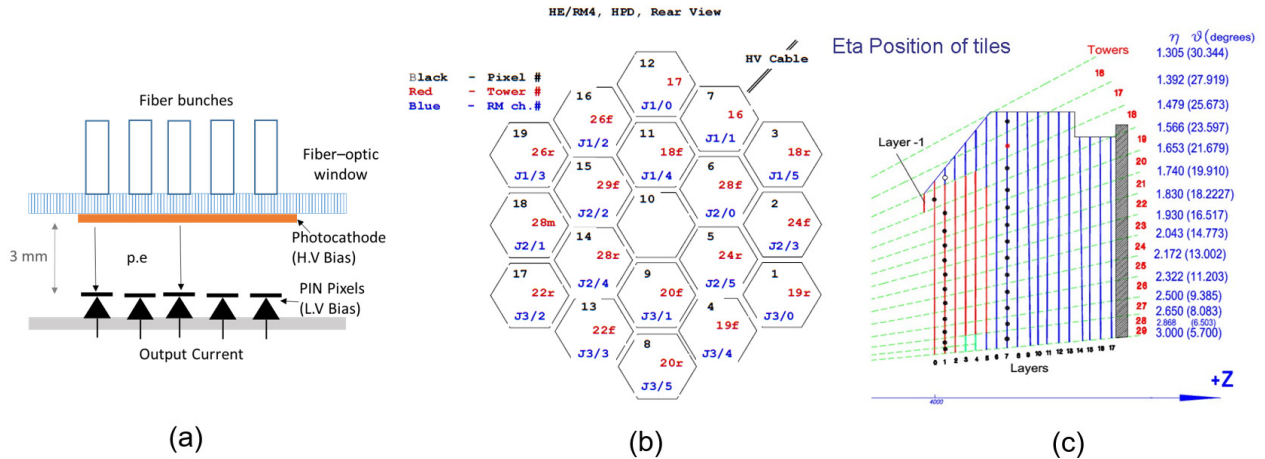 Fiber bunches
Fiber–optic
window
Photocathode
(H.V Bias)
3 mm
p.e
PIN Pixels
(L.V Bias)
Output Current
(a)
HE/RM4, HPD, Rear View
HV Cable
Black - Pixel #
Red - Tower #
Blue - RM ch.#
12
17
J1/0
16
26f
J1/2
7
16
J1/1
19
26r
J1/3
11
18f
J1/4
3
18r
J1/5
15
29f
J2/2
6
28f
J2/0
18
28m
J2/1
10
2
24f
J2/3
14
28r
J2/4
5
24r
J2/5
17
22r
J3/2
9
20f
J3/1
1
19r
J3/0
13
22f
J3/3
4
19f
J3/4
8
20r
J3/5
(b)
Eta Position of tiles
η ϑ (degrees)
Towers
1.305 (30.344)
1.392 (27.919)
1.479 (25.673)
1.566 (23.597)
1.653 (21.679)
1.740 (19.910)
1.830 (18.2227)
1.930 (16.517)
2.043 (14.773)
2.172 (13.002)
2.322 (11.203)
2.500 (9.385)
2.650 (8.083)
2.868 (6.503)
3.000 (5.700)
16
17
18
19
20
21
22
23
24
25
26
27
28
29
Layer -1
0 1 2 3 4 5 6 7 8 9 10 11 12 13 14 15 16 17
Layers
+Z
4000
(c)